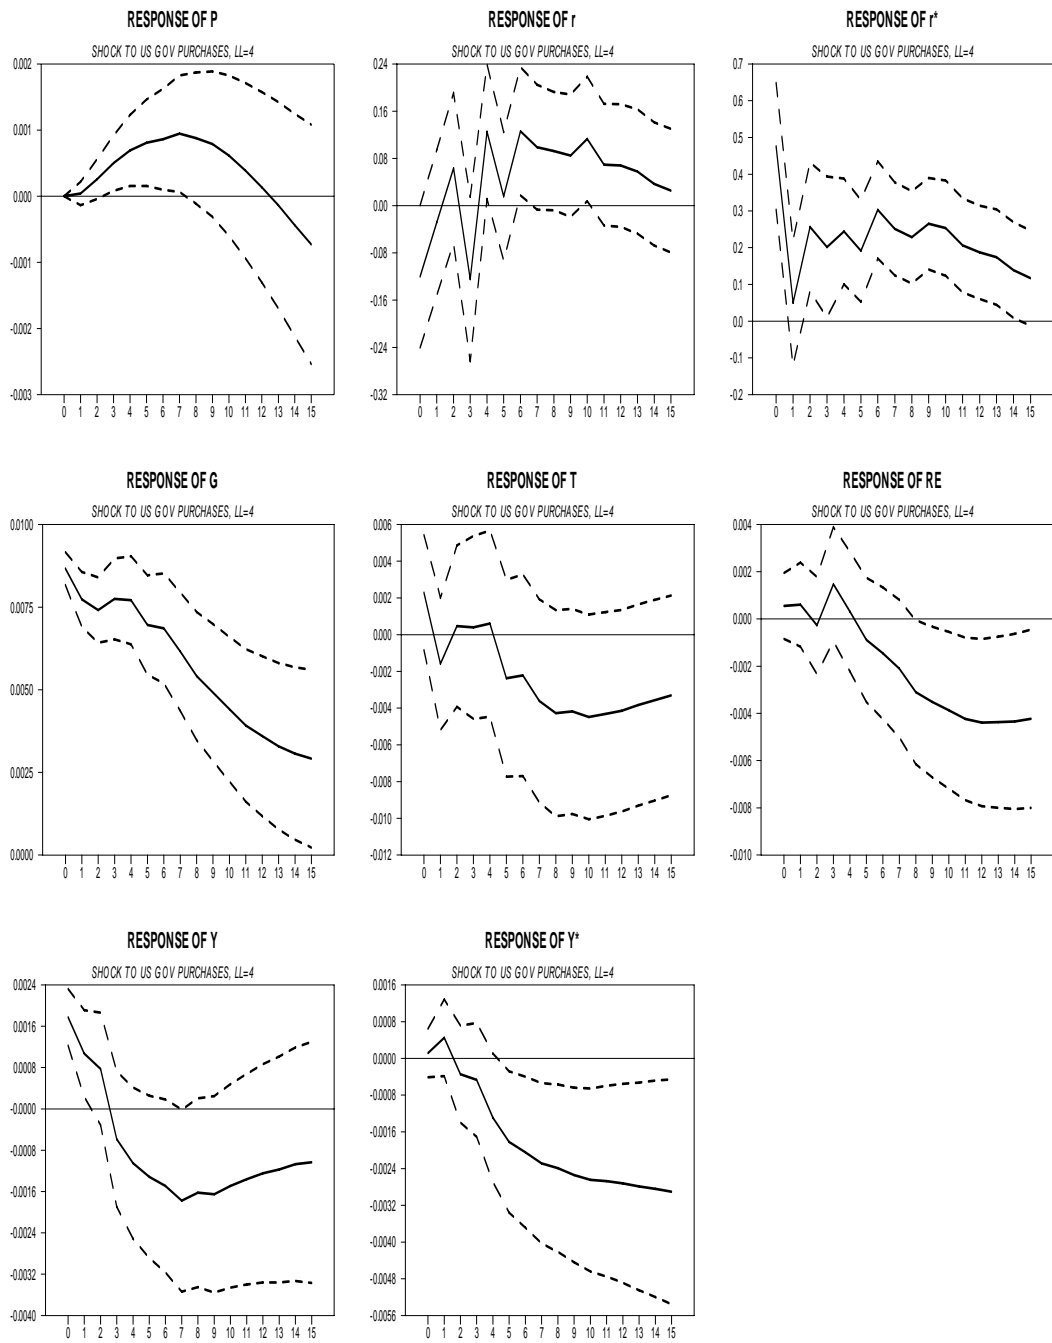 RESPONSE OF P
SHOCK TO US GOV PURCHASES, LL=4
0.002
0.001
0.000
-0.001
-0.002
-0.003
0 1 2 3 4 5 6 7 8 9 10 11 12 13 14 15
RESPONSE OF r
SHOCK TO US GOV PURCHASES, LL=4
0.24
0.16
0.08
0.00
-0.08
-0.16
-0.24
-0.32
0 1 2 3 4 5 6 7 8 9 10 11 12 13 14 15
RESPONSE OF r*
SHOCK TO US GOV PURCHASES, LL=4
0.7
0.6
0.5
0.4
0.3
0.2
0.1
0.0
-0.1
-0.2
0 1 2 3 4 5 6 7 8 9 10 11 12 13 14 15
RESPONSE OF G
SHOCK TO US GOV PURCHASES, LL=4
0.0100
0.0075
0.0050
0.0025
0.0000
0 1 2 3 4 5 6 7 8 9 10 11 12 13 14 15
RESPONSE OF T
SHOCK TO US GOV PURCHASES, LL=4
0.006
0.004
0.002
0.000
-0.002
-0.004
-0.006
-0.008
-0.010
-0.012
0 1 2 3 4 5 6 7 8 9 10 11 12 13 14 15
RESPONSE OF RE
SHOCK TO US GOV PURCHASES, LL=4
0.004
0.002
0.000
-0.002
-0.004
-0.006
-0.008
-0.010
0 1 2 3 4 5 6 7 8 9 10 11 12 13 14 15
RESPONSE OF Y
SHOCK TO US GOV PURCHASES, LL=4
0.0024
0.0016
0.0008
-0.0000
-0.0008
-0.0016
-0.0024
-0.0032
-0.0040
0 1 2 3 4 5 6 7 8 9 10 11 12 13 14 15
RESPONSE OF Y*
SHOCK TO US GOV PURCHASES, LL=4
0.0016
0.0008
0.0000
-0.0008
-0.0016
-0.0024
-0.0032
-0.0040
-0.0048
-0.0056
0 1 2 3 4 5 6 7 8 9 10 11 12 13 14 15